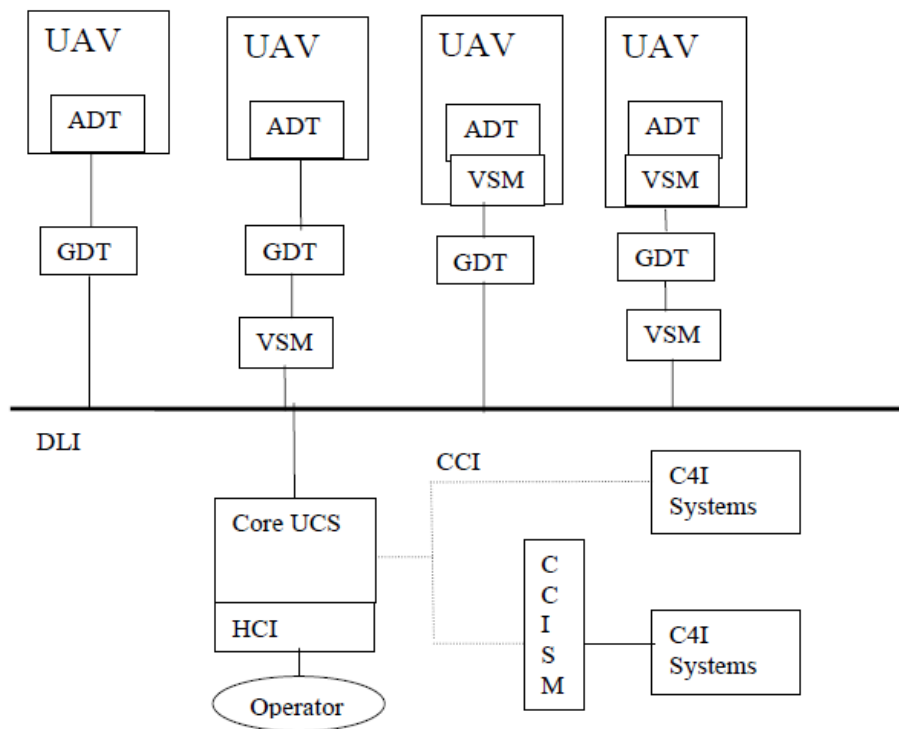 UAV
UAV
UAV
UAV
ADT
ADT
ADT
ADT
VSM
VSM
GDT
GDT
GDT
GDT
VSM
VSM
DLI
CCI
C4I
Systems
Core UCS
C
C
I
S
M
HCI
C4I
Systems
Operator